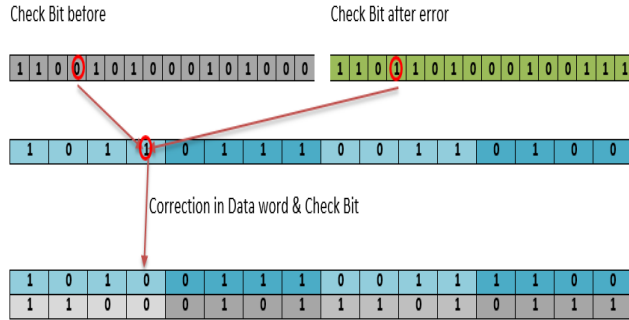 Check Bit before
Check Bit after error
1 1 0 0 1 0 1 0 0 0 1 0 1 0 0 0
1 1 0 1 1 0 1 0 0 0 1 0 0 1 1 1
1 0 1 1 0 1 1 1 0 0 1 1 0 1 0 0
Correction in Data word & Check Bit
1 0 1 0 0 1 1 1 0 0 1 1 1 1 0 0
1 1 0 0 0 1 0 1 1 1 0 1 0 1 1 1